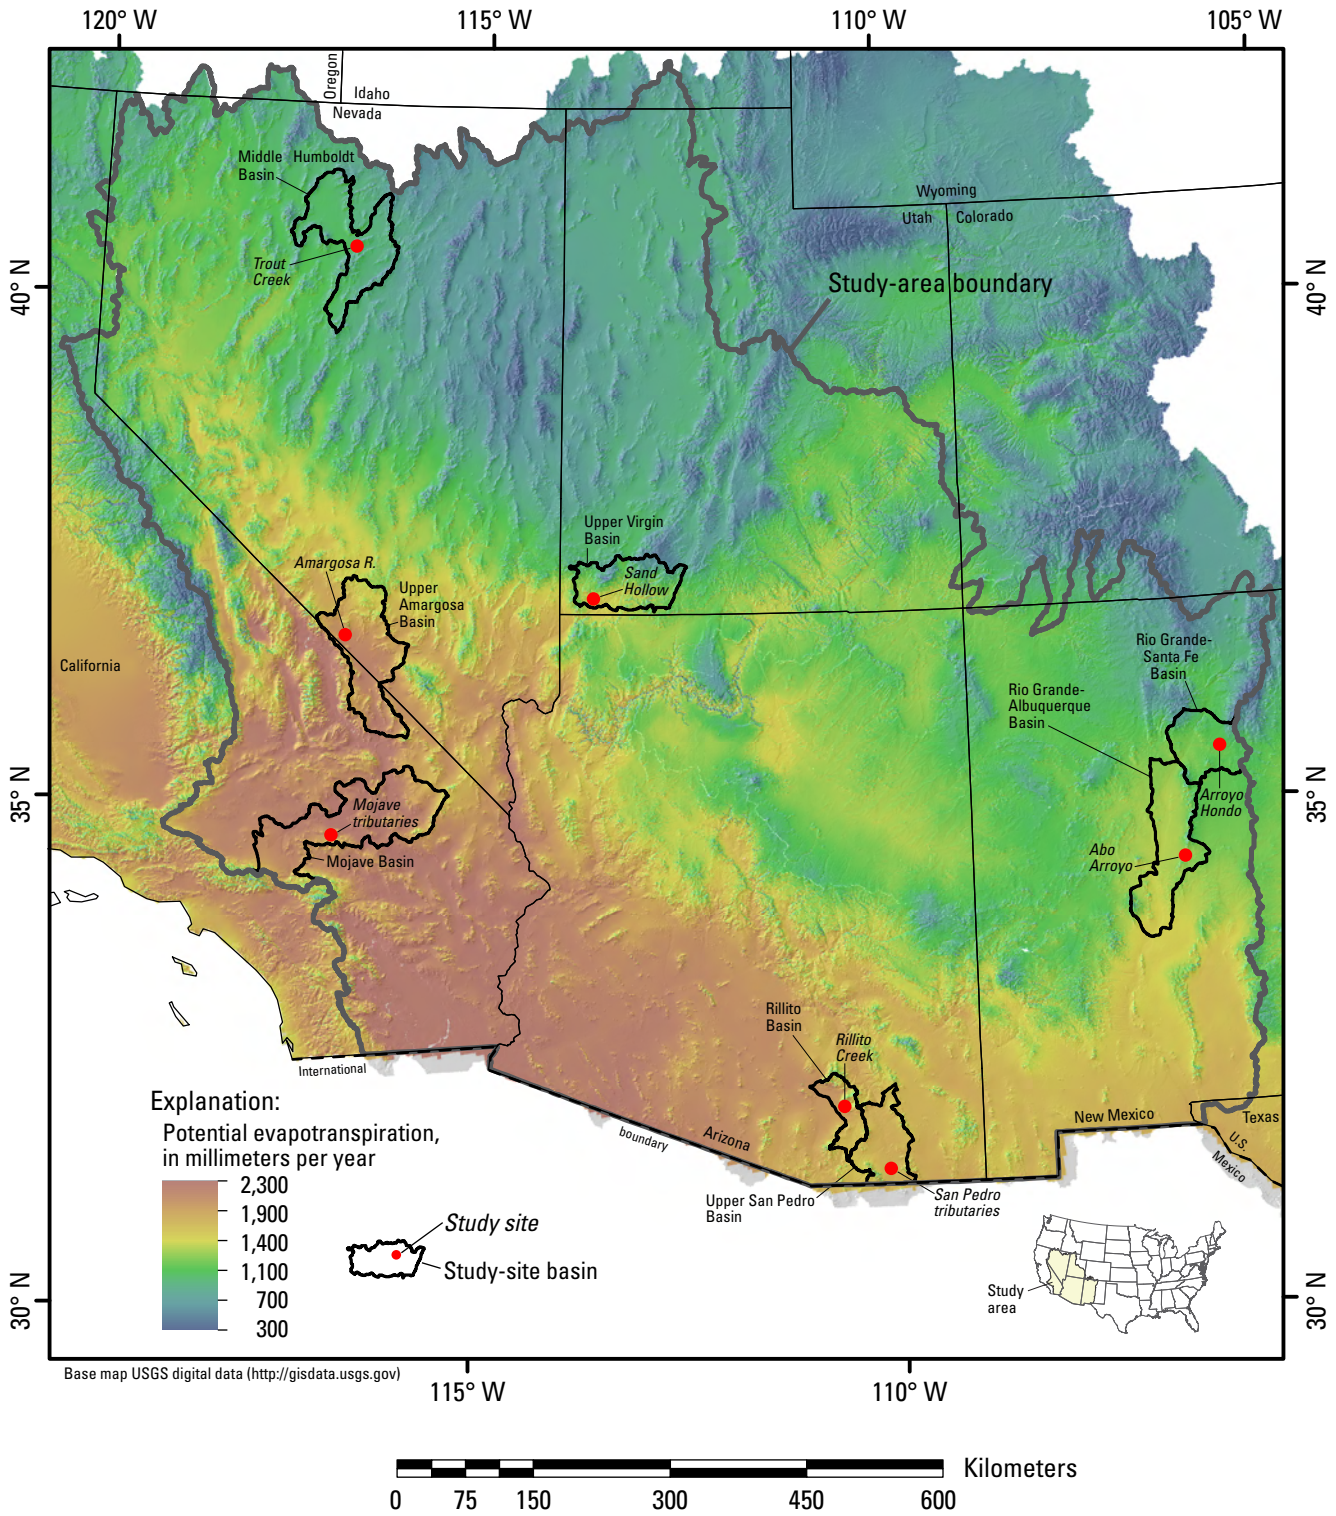 120° W
115° W
110° W
105° W
Oregon
Idaho
Nevada
Middle Humboldt
Basin
Wyoming
Utah
Colorado
Trout
Creek
40° N
40° N
Study-area boundary
Upper Virgin
Basin
Sand
Hollow
Amargosa R.
Upper
Amargosa
Basin
California
Rio Grande-
Santa Fe
Basin
Rio Grande-
Albuquerque
Basin
35° N
35° N
Mojave
tributaries
Mojave Basin
Arroyo
Hondo
Abo
Arroyo
Rillito
Basin
Rillito
Creek
International
boundary
Arizona
New Mexico
Texas
U.S.
Mexico
Upper San Pedro
Basin
San Pedro
tributaries
Explanation:
Potential evapotranspiration,
in millimeters per year
2,300
1,900
1,400
1,100
700
300
Study site
Study-site basin
Study
area
30° N
30° N
Base map USGS digital data (http://gisdata.usgs.gov)
115° W
110° W
Kilometers
0 75 150 300 450 600